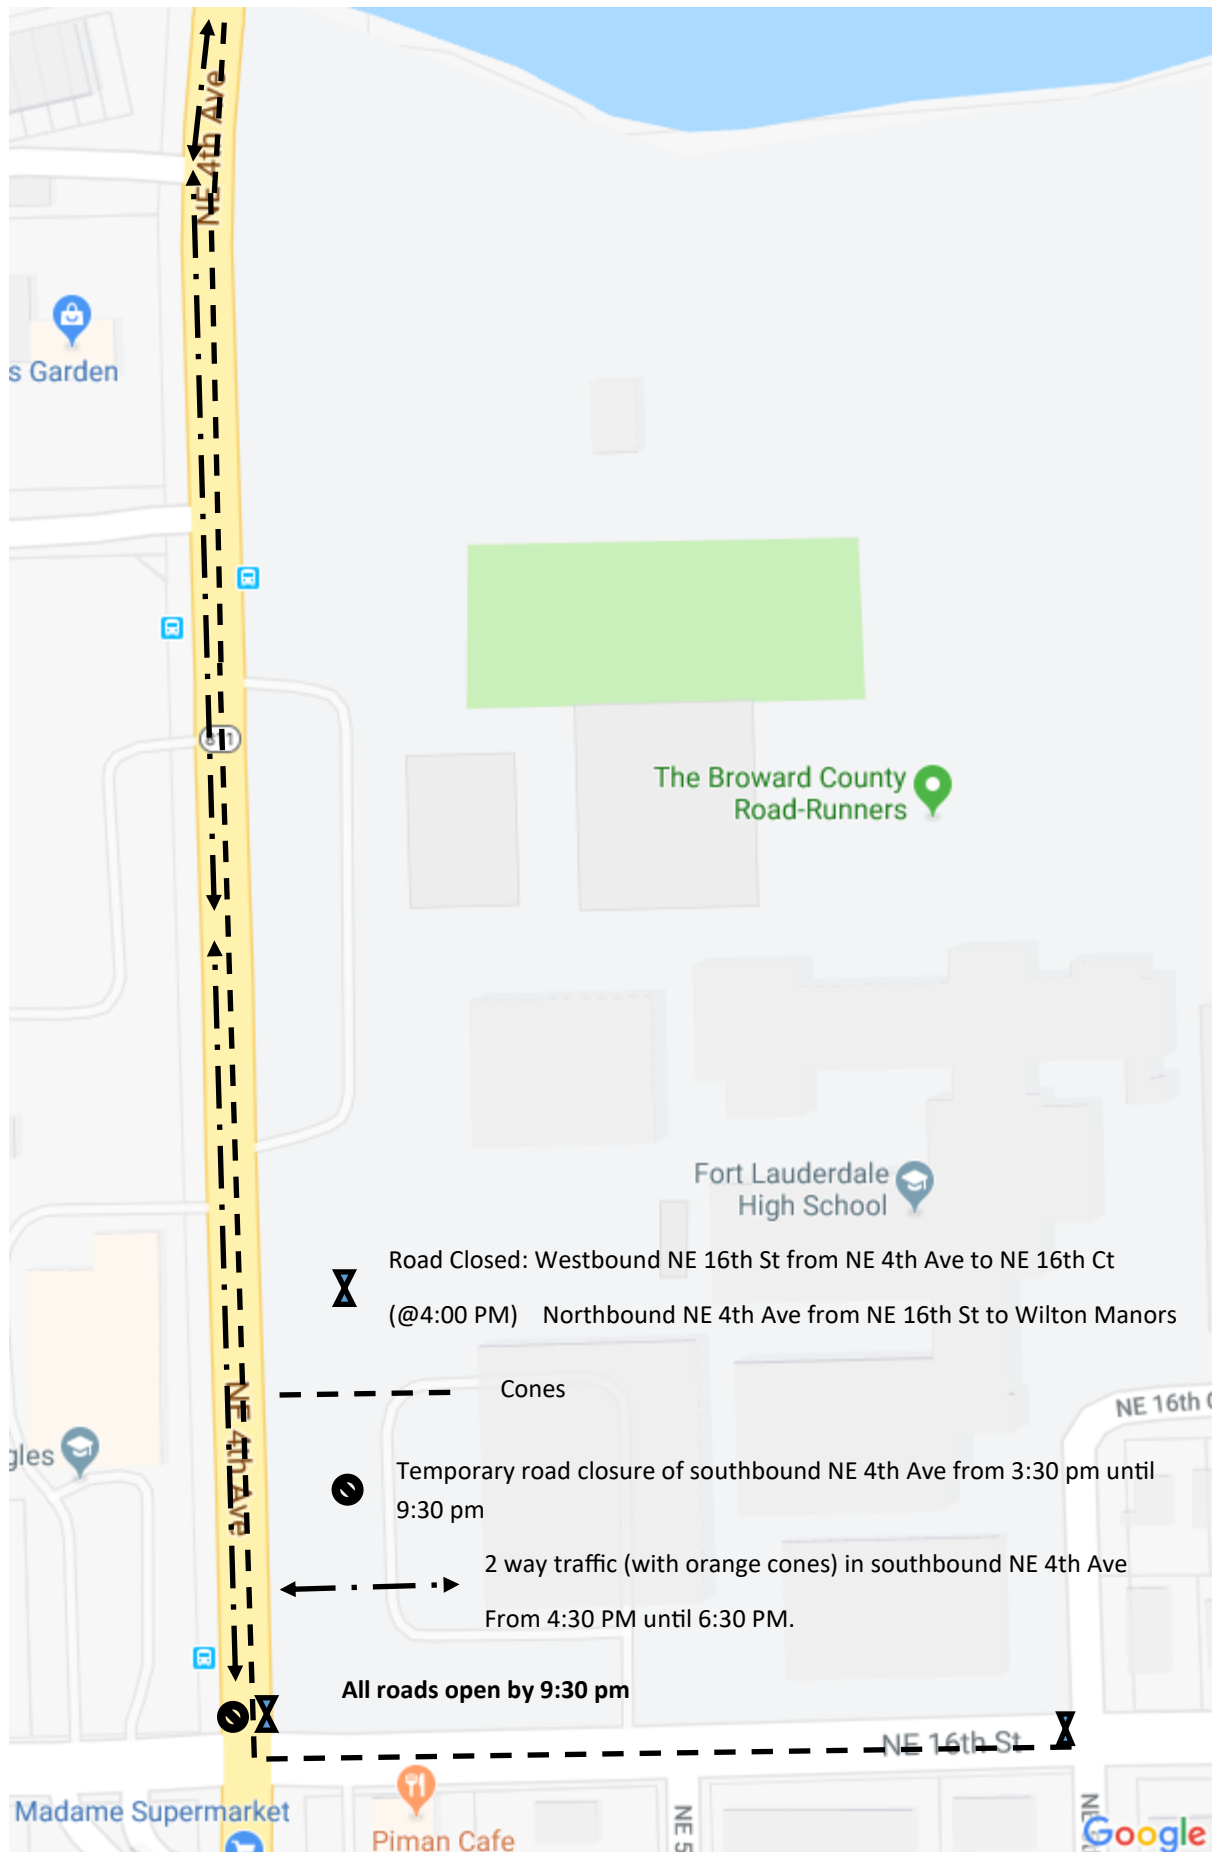 NE 4th Ave
s Garden
811
The Broward County
Road-Runners
Fort Lauderdale
High School
Road Closed: Westbound NE 16th St from NE 4th Ave to NE 16th Ct
(@4:00 PM) Northbound NE 4th Ave from NE 16th St to Wilton Manors
Cones
NE 16th C
gles
NE 4th Ave
Temporary road closure of southbound NE 4th Ave from 3:30 pm until
9:30 pm
2 way traffic (with orange cones) in southbound NE 4th Ave
From 4:30 PM until 6:30 PM.
All roads open by 9:30 pm
NE 16th St
Madame Supermarket
Piman Cafe
NE 5
NE
Google